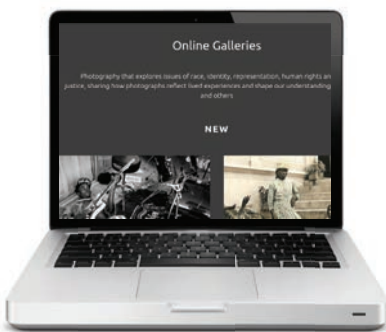 Online Galleries
Photography that explores issues of race, identity, representation, human rights an
justice, sharing how photographs reflect lived experiences and shape our understanding
and others
NEW